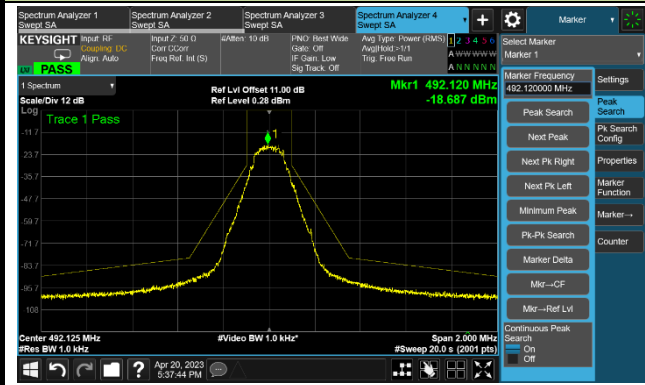 Spectrum Analyzer 1
Swept SA
Spectrum Analyzer 2
Swept SA
Spectrum Analyzer 3
Swept SA
Spectrum Analyzer 4
Swept SA
Marker
KEYSIGHT
Input: RF
Coupling: DC
Align: Auto
Input Z: 50 Ω
Corr CCorr
Freq Ref: Int (S)
#Atten: 10 dB
PNO: Best Wide
Gate: Off
IF Gain: Low
Sig Track: Off
Avg Type: Power (RMS)
Avg|Hold:>1/1
Trig: Free Run
1 2 3 4 5 6
A W W W W W
A N N N N N
PASS
Select Marker
Marker 1
1 Spectrum
Scale/Div 12 dB
Log
Ref Lvl Offset 11.00 dB
Ref Level 0.28 dBm
Mkr1 492.120 MHz
-18.687 dBm
Trace 1 Pass
1
-11.7
-23.7
-35.7
-47.7
-59.7
-71.7
-83.7
-95.7
-108
Center 492.125 MHz
#Res BW 1.0 kHz
#Video BW 1.0 kHz*
Span 2.000 MHz
#Sweep 20.0 s (2001 pts)
Marker Frequency
492.120000 MHz
Peak Search
Next Peak
Next Pk Right
Next Pk Left
Minimum Peak
Pk-Pk Search
Marker Delta
Mkr→CF
Mkr→Ref Lvl
Continuous Peak
Search
On
Off
Settings
Peak
Search
Pk Search
Config
Properties
Marker
Function
Marker→
Counter
Apr 20, 2023
5:37:44 PM